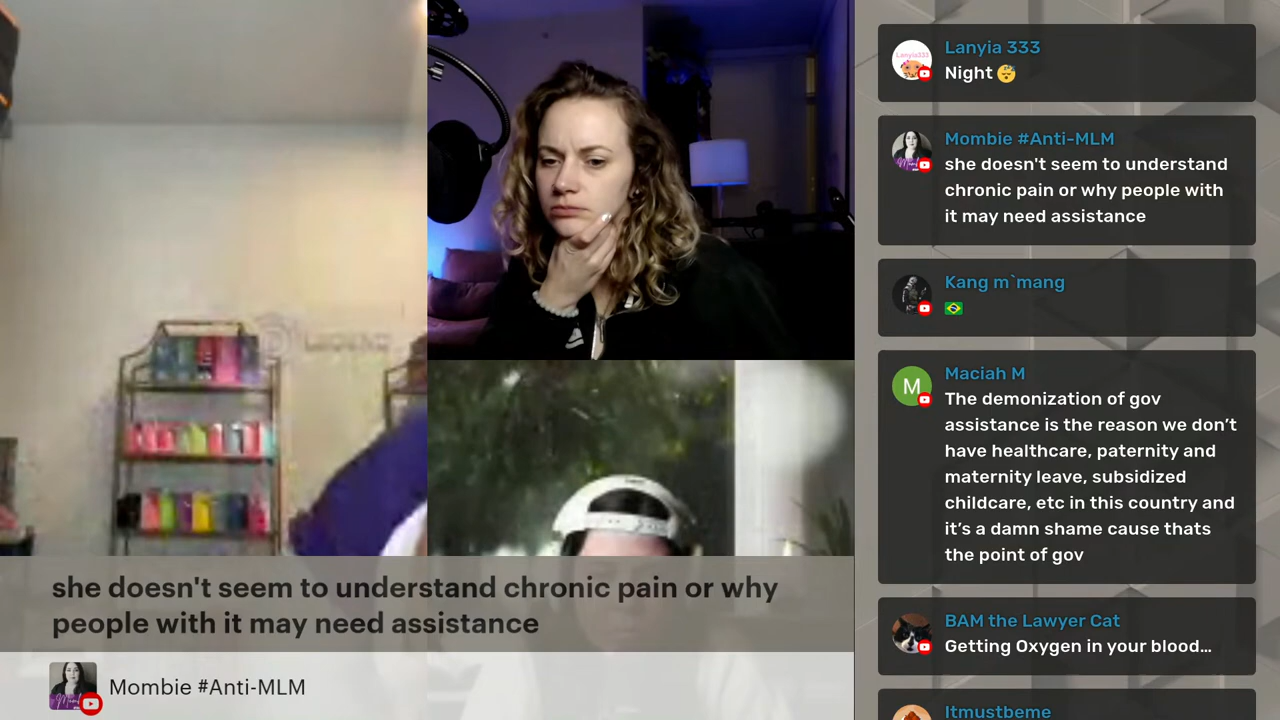 Lanyia 333
Night 😴
Mombie #Anti-MLM
she doesn't seem to understand
chronic pain or why people with
it may need assistance
Kang m`mang
🇧🇷
Maciah M
M
The demonization of gov
assistance is the reason we don’t
have healthcare, paternity and
maternity leave, subsidized
childcare, etc in this country and
it’s a damn shame cause thats
the point of gov
BAM the Lawyer Cat
Getting Oxygen in your blood...
Itmustbeme
she doesn't seem to understand chronic pain or why
people with it may need assistance
Mombie #Anti-MLM